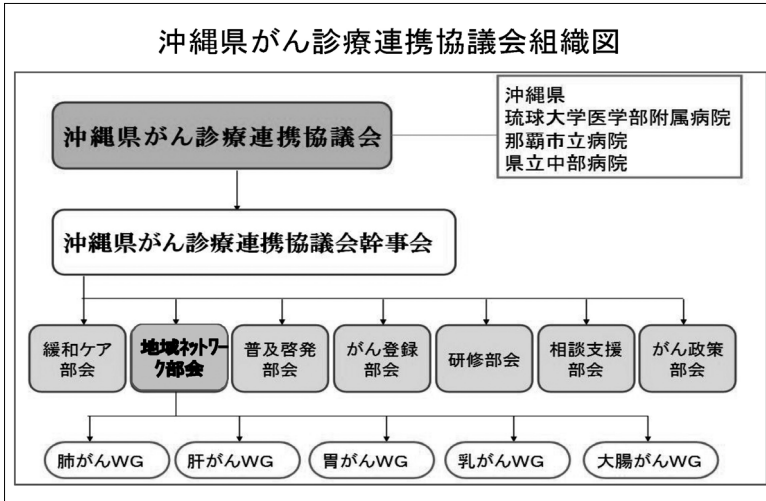 沖縄県がん診療連携協議会組織図
沖縄県がん診療連携協議会
沖縄県
琉球大学医学部附属病院
那覇市立病院
県立中部病院
沖縄県がん診療連携協議会幹事会
緩和ケア
部会
地域ネットワー
ク部会
普及啓発
部会
がん登録
部会
研修部会
相談支援
部会
がん政策
部会
肺がんWG
肝がんWG
胃がんWG
乳がんWG
大腸がんWG